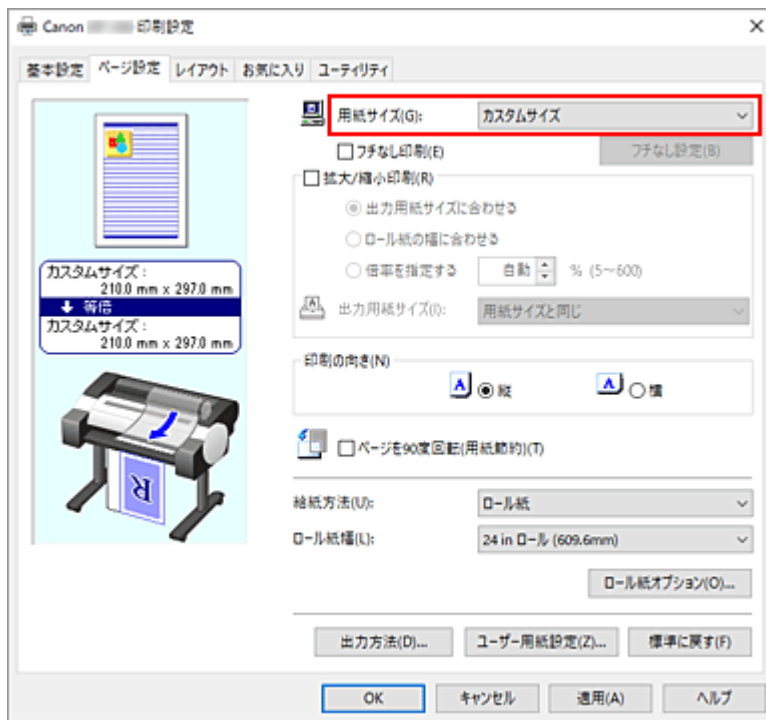 Canon 印刷設定
基本設定 ページ設定 レイアウト お気に入り ユーティリティ
用紙サイズ(G): カスタムサイズ
フチなし印刷(E) フチなし設定(B)
拡大/縮小印刷(R)
出力用紙サイズに合わせる
ロール紙の幅に合わせる
倍率を指定する 自動 % (5～600)
出力用紙サイズ(I): 用紙サイズと同じ
カスタムサイズ :
210.0 mm x 297.0 mm
等倍
カスタムサイズ :
210.0 mm x 297.0 mm
印刷の向き(N)
A 縦 A 横
R
ページを90度回転(用紙節約)(T)
給紙方法(U): ロール紙
ロール紙幅(L): 24 in ロール (609.6mm)
ロール紙オプション(O)...
出力方法(D)... ユーザー用紙設定(Z)... 標準に戻す(F)
OK キャンセル 適用(A) ヘルプ